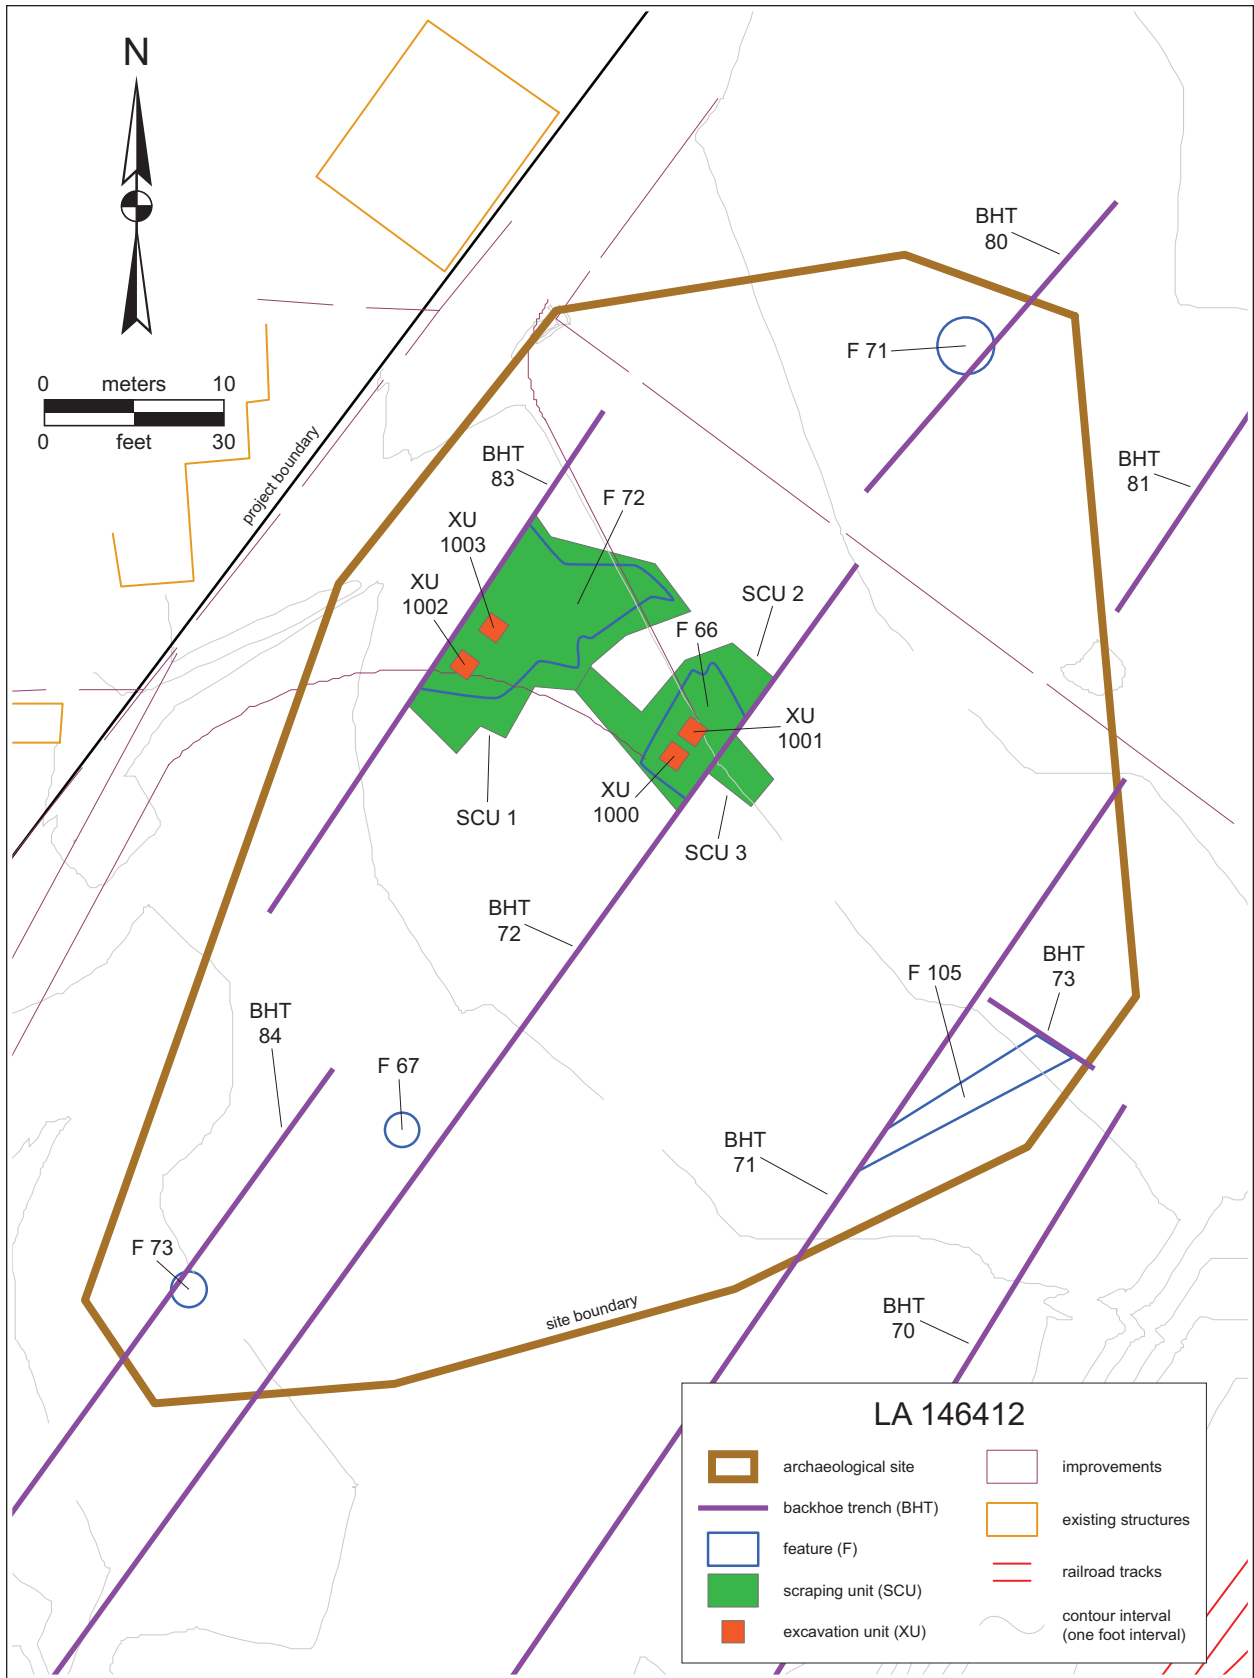 N
0 meters 10
0 feet 30
project boundary
BHT
80
F 71
BHT
81
BHT
83
F 72
XU
1003
XU
1002
SCU 2
F 66
XU
1001
XU
1000
SCU 1
SCU 3
BHT
72
F 105
BHT
73
BHT
84
F 67
BHT
71
F 73
BHT
70
site boundary
LA 146412
archaeological site
backhoe trench (BHT)
feature (F)
scraping unit (SCU)
excavation unit (XU)
improvements
existing structures
railroad tracks
contour interval
(one foot interval)